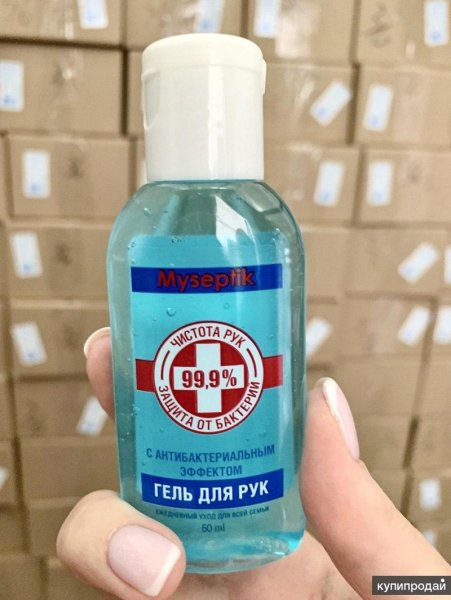 Myseptik
ЧИСТОТА РУК
99,9%
ЗАЩИТА ОТ БАКТЕРИЙ
С АНТИБАКТЕРИАЛЬНЫМ
ЭФФЕКТОМ
ГЕЛЬ ДЛЯ РУК
ЕЖЕДНЕВНЫЙ УХОД ДЛЯ ВСЕЙ СЕМЬИ
60 ml
купипродай